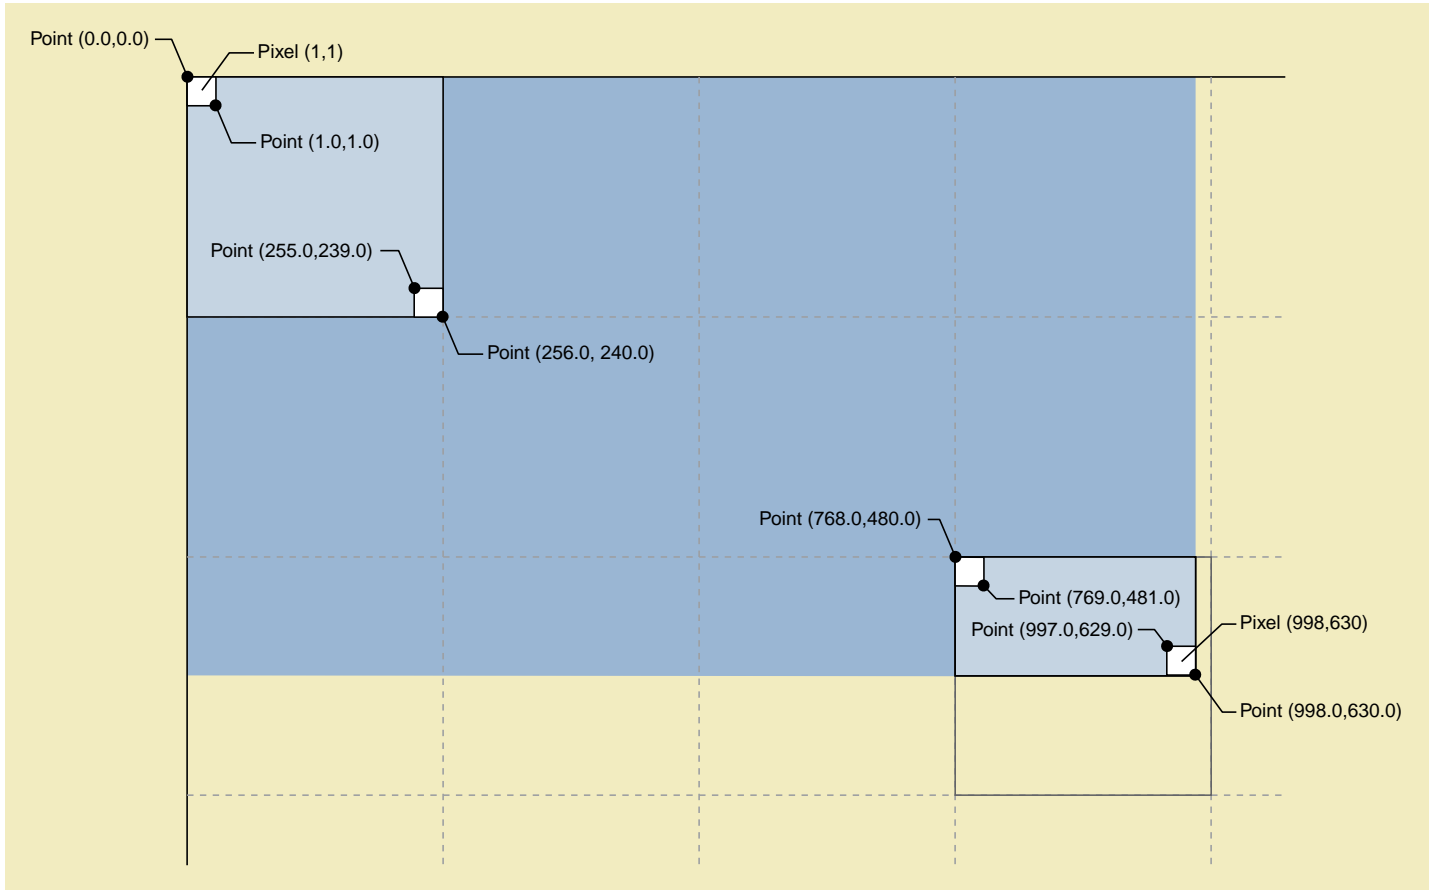 Point (0.0,0.0)
Pixel (1,1)
Point (1.0,1.0)
Point (255.0,239.0)
Point (256.0, 240.0)
Point (768.0,480.0)
Point (769.0,481.0)
Point (997.0,629.0)
Pixel (998,630)
Point (998.0,630.0)